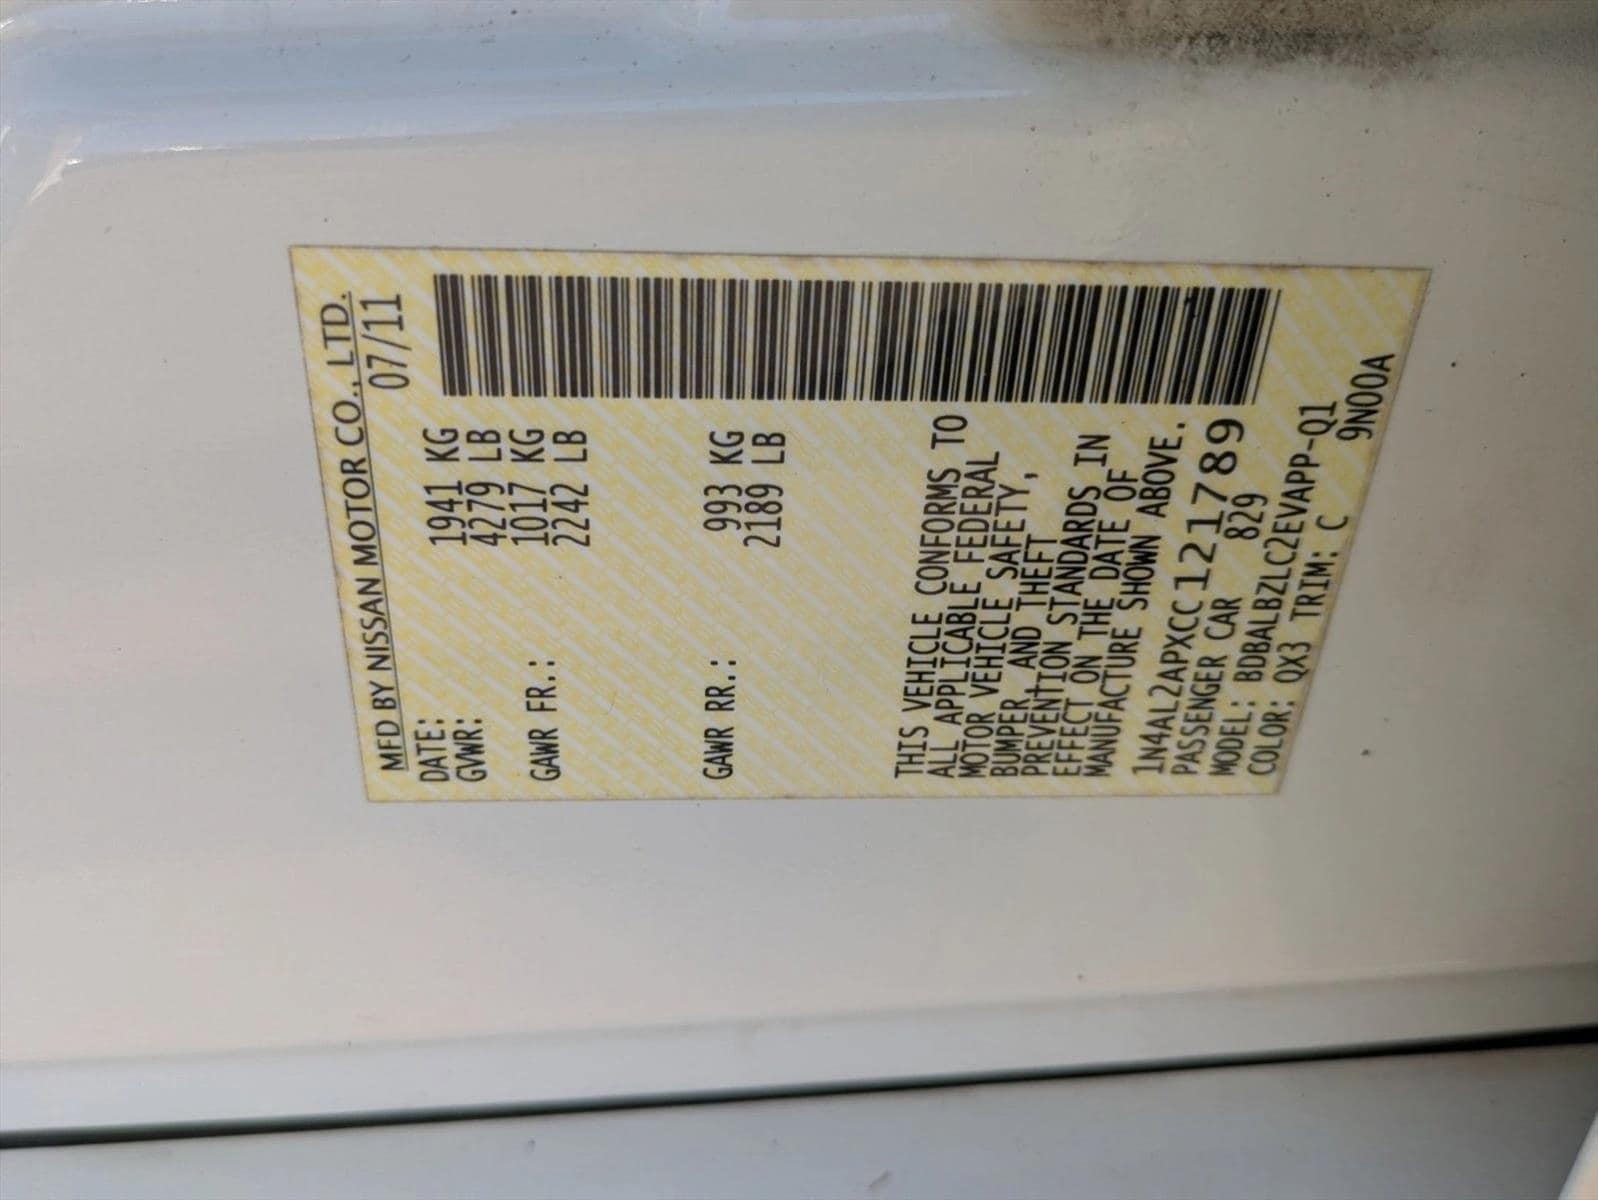 MFD BY NISSAN MOTOR CO., LTD.
DATE: 07/11
GVWR: 1941 KG
4279 LB
GAWR FR.: 1017 KG
2242 LB
GAWR RR.: 993 KG
2189 LB
THIS VEHICLE CONFORMS TO
ALL APPLICABLE FEDERAL
MOTOR VEHICLE SAFETY,
BUMPER, AND THEFT
PREVENTION STANDARDS IN
EFFECT ON THE DATE OF
MANUFACTURE SHOWN ABOVE.
1N4AL2APXCC121789
PASSENGER CAR 829
MODEL: BDBALBZLC2EVAPP-Q1
COLOR: QX3 TRIM: C 9N00A